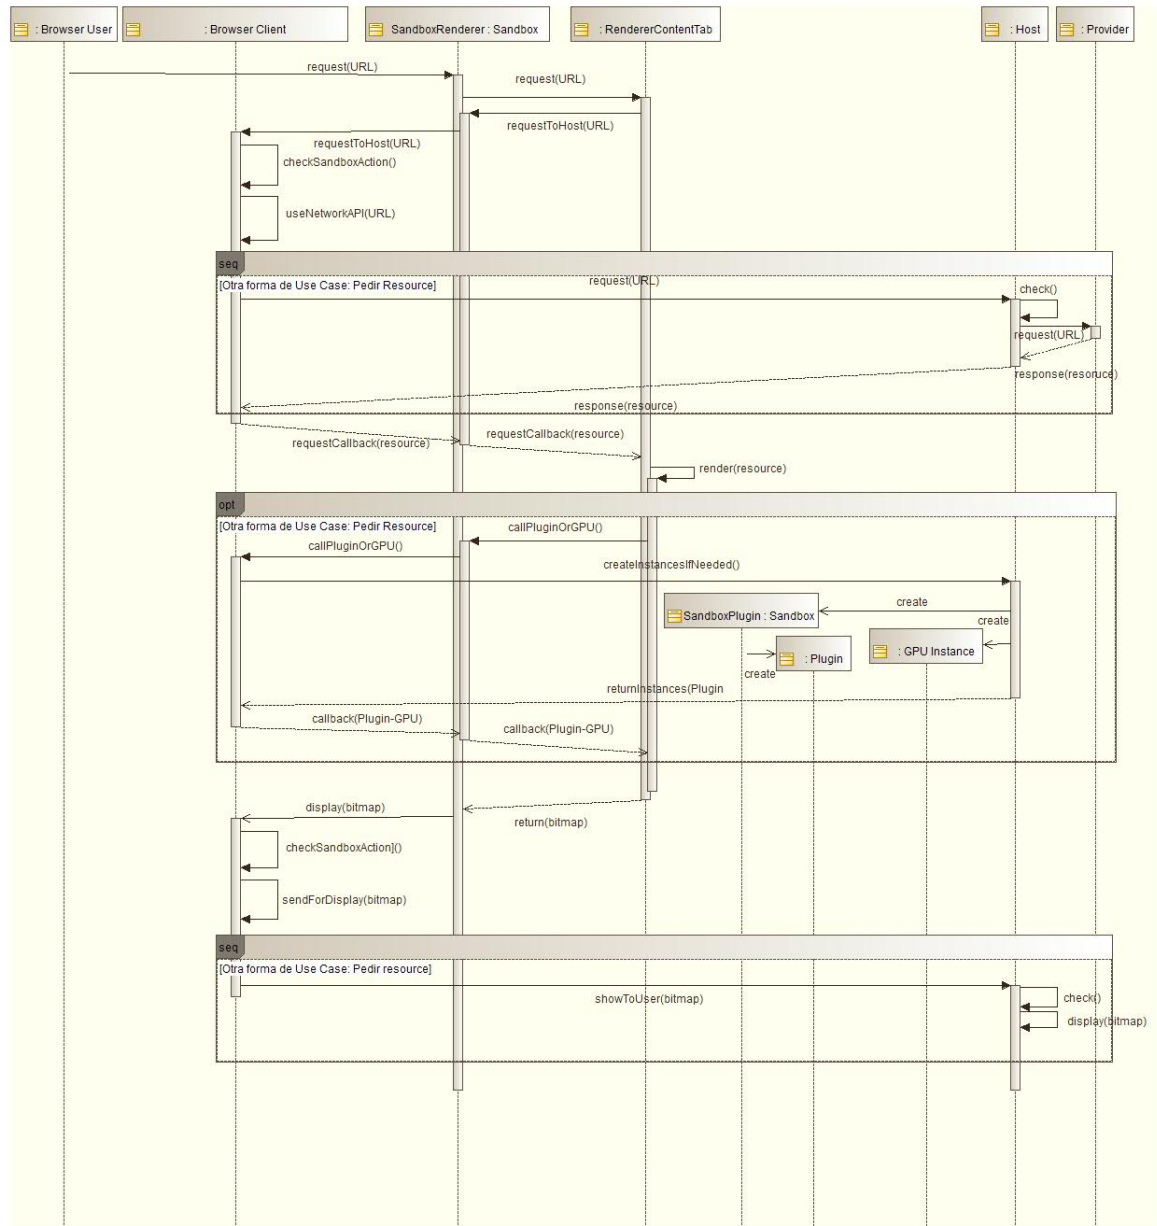 : Browser User
: Browser Client
SandboxRenderer : Sandbox
: RendererContentTab
: Host
: Provider
request(URL)
request(URL)
requestToHost(URL)
requestToHost(URL)
checkSandboxAction()
useNetworkAPI(URL)
seq
[Otra forma de Use Case: Pedir Resource]
request(URL)
check()
request(URL)
response(resoruce)
response(resource)
requestCallback(resource)
requestCallback(resource)
render(resource)
opt
[Otra forma de Use Case: Pedir Resource]
callPluginOrGPU()
callPluginOrGPU()
createInstancesIfNeeded()
create
SandboxPlugin : Sandbox
create
: GPU Instance
: Plugin
create
returnInstances(Plugin
callback(Plugin-GPU)
callback(Plugin-GPU)
display(bitmap)
return(bitmap)
checkSandboxAction]()
sendForDisplay(bitmap)
seq
[Otra forma de Use Case: Pedir resource]
showToUser(bitmap)
check()
display(bitmap)